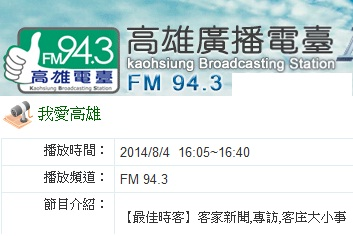 FM 94.3
高雄電臺
Kaohsiung Broadcasting Station
高雄廣播電臺
kaohsiung Broadcasting Station
FM 94.3
我愛高雄
播放時間： 2014/8/4 16:05~16:40
播放頻道： FM 94.3
節目介紹：
【最佳時客】客家新聞,專訪,客庄大小事